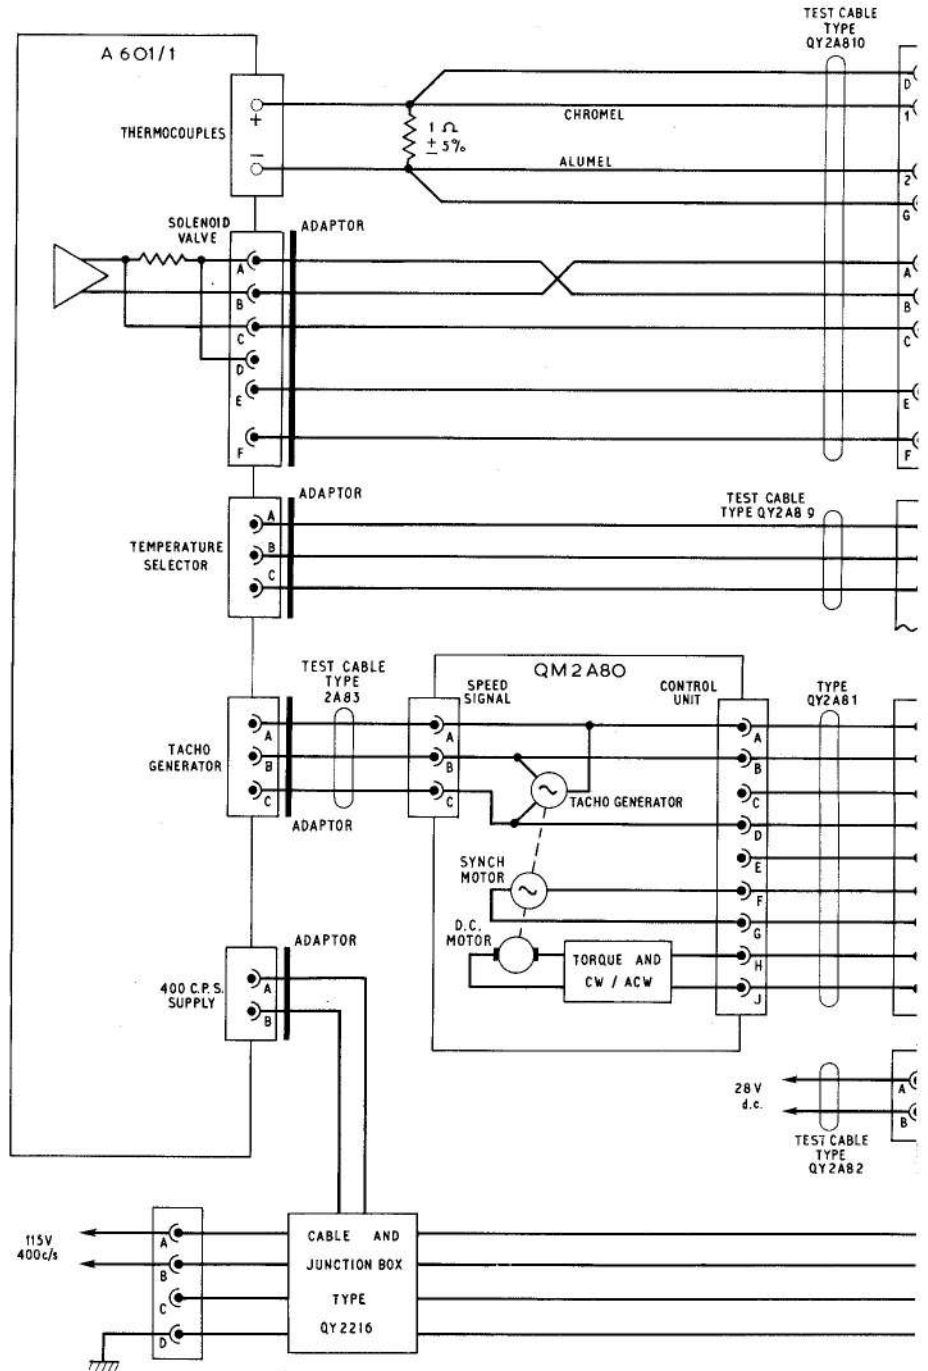 TEST CABLE
TYPE
QY2A810
A 601/1
D
1
+
THERMOCOUPLES
CHROMEL
1 Ω
± 5%
−
ALUMEL
2
G
SOLENOID
VALVE
ADAPTOR
A
A
B
B
C
C
D
E
E
F
F
ADAPTOR
TEST CABLE
TYPE QY2A8 9
A
B
C
TEMPERATURE
SELECTOR
QM2A80
TEST CABLE
TYPE
2A83
SPEED
SIGNAL
CONTROL
UNIT
TYPE
QY2A81
TACHO
GENERATOR
A
B
C
A
B
C
A
B
C
D
E
F
G
H
J
ADAPTOR
TACHO GENERATOR
SYNCH
MOTOR
D.C.
MOTOR
TORQUE AND
CW / ACW
ADAPTOR
400 C.P.S.
SUPPLY
A
B
28V
d.c.
A
B
TEST CABLE
TYPE
QY2A82
115V
400c/s
A
B
C
D
CABLE AND
JUNCTION BOX
TYPE
QY2216